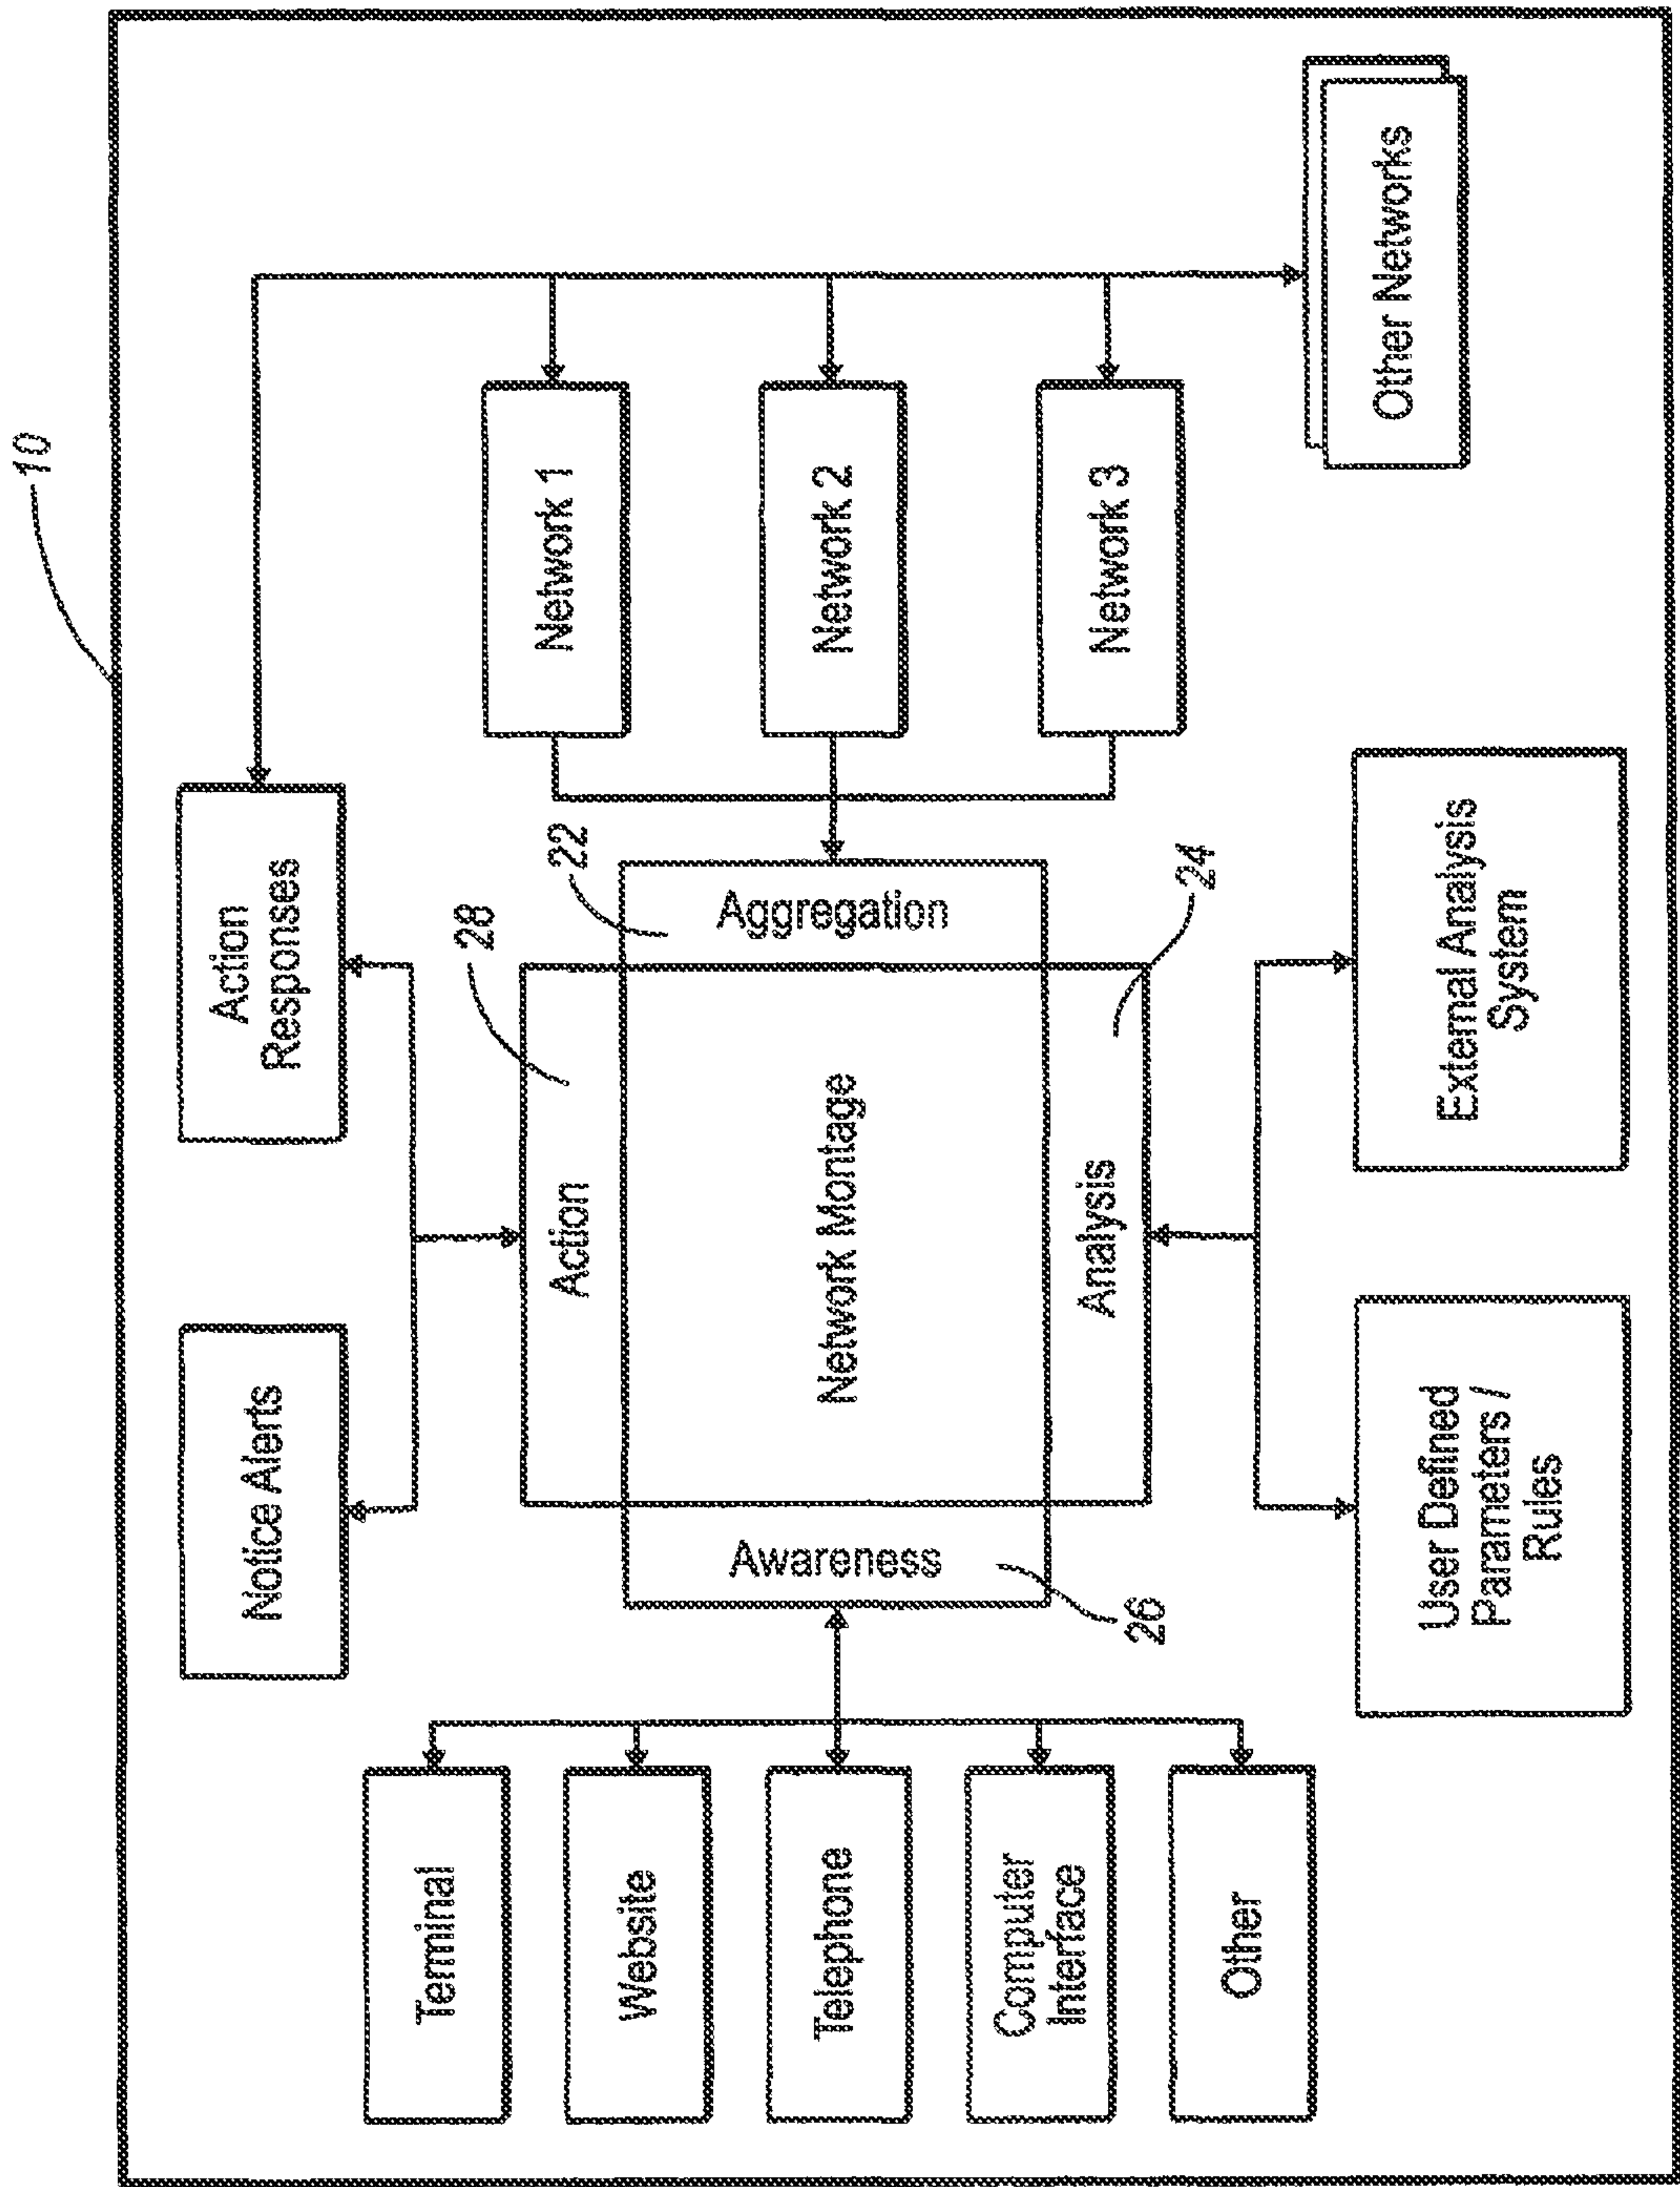 10
Notice Alerts
Action
Responses
Terminal
Website
Telephone
Computer
Interface
Other
28
Action
22
Aggregation
Network Montage
Awareness
26
Analysis
24
Network 1
Network 2
Network 3
User Defined
Parameters /
Rules
External Analysis
System
Other Networks